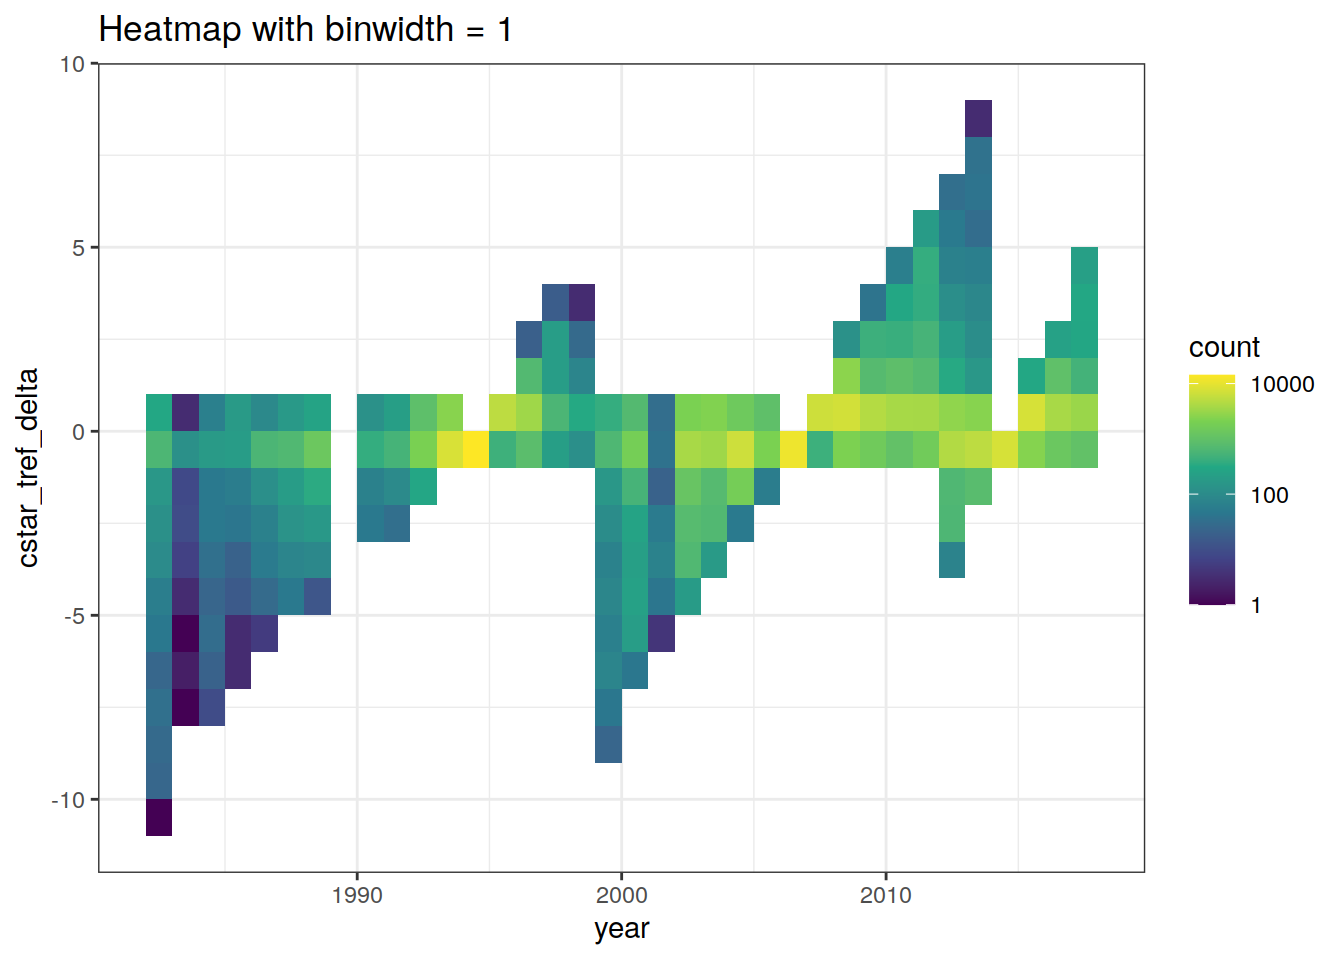 Heatmap with binwidth = 1
10
5
0
-5
-10
cstar_tref_delta
1990
2000
2010
year
count
10000
100
1